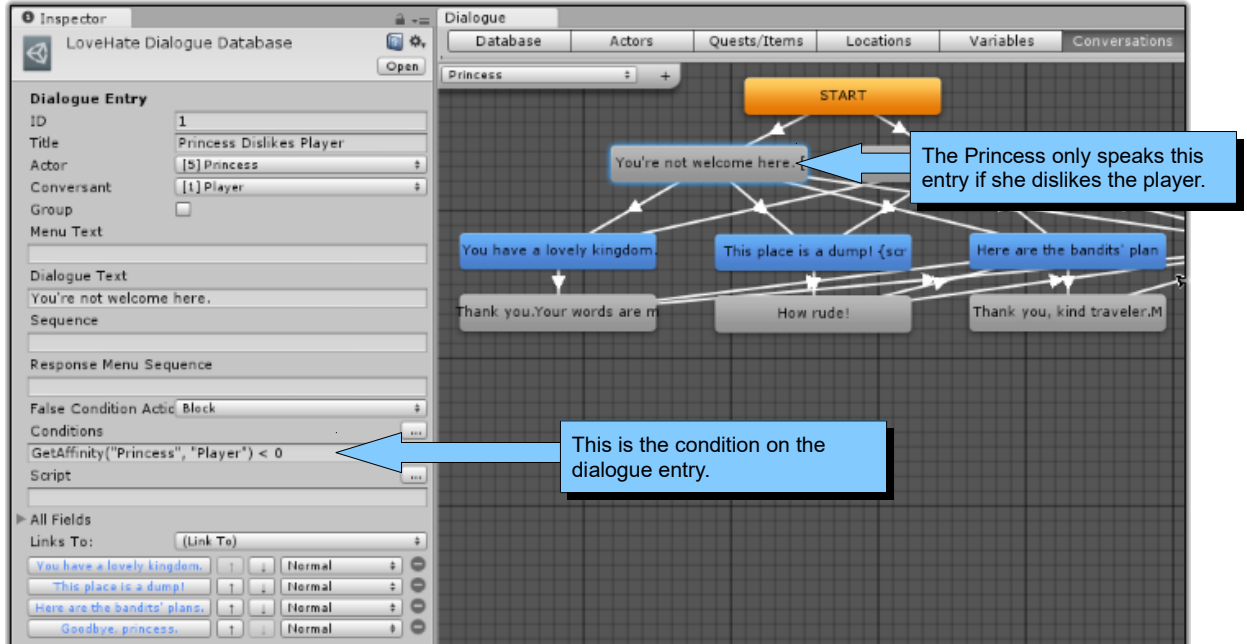 Inspector
LoveHate Dialogue Database
Open
Dialogue Entry
ID 1
Title Princess Dislikes Player
Actor [5] Princess
Conversant [1] Player
Group
Menu Text
Dialogue Text
You're not welcome here.
Sequence
Response Menu Sequence
False Condition Actic Block
Conditions ...
GetAffinity("Princess", "Player") < 0
Script ...
All Fields
Links To: (Link To)
You have a lovely kingdom. ↑ ↓ Normal
This place is a dump! ↑ ↓ Normal
Here are the bandits' plans. ↑ ↓ Normal
Goodbye, princess. ↑ ↓ Normal
Dialogue
Database Actors Quests/Items Locations Variables Conversations
Princess +
START
You're not welcome here. {
The Princess only speaks this
entry if she dislikes the player.
You have a lovely kingdom. This place is a dump! {scr Here are the bandits' plan
Thank you.Your words are m How rude! Thank you, kind traveler.M
This is the condition on the
dialogue entry.